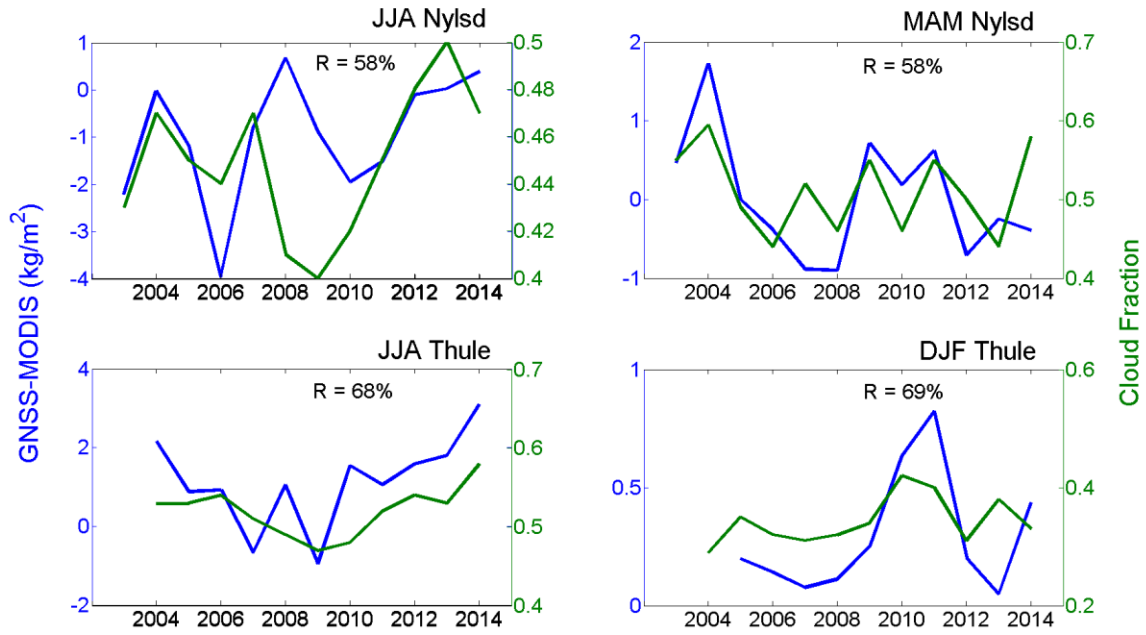 JJA Nylsd
MAM Nylsd
1
0
-1
-2
-3
-4
R = 58%
0.5
0.48
0.46
0.44
0.42
0.4
2004 2006 2008 2010 2012 2014
2
1
0
-1
R = 58%
0.7
0.6
0.5
0.4
2004 2006 2008 2010 2012 2014
GNSS-MODIS (kg/m²)
Cloud Fraction
JJA Thule
DJF Thule
4
2
0
-2
R = 68%
0.7
0.6
0.5
0.4
2004 2006 2008 2010 2012 2014
1
0.5
0
R = 69%
0.6
0.4
0.2
2004 2006 2008 2010 2012 2014